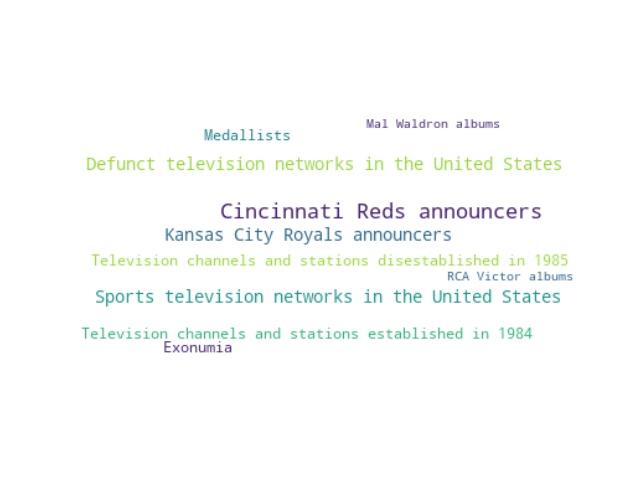 Mal Waldron albums
Medallists
Defunct television networks in the United States
Cincinnati Reds announcers
Kansas City Royals announcers
Television channels and stations disestablished in 1985
RCA Victor albums
Sports television networks in the United States
Television channels and stations established in 1984
Exonumia